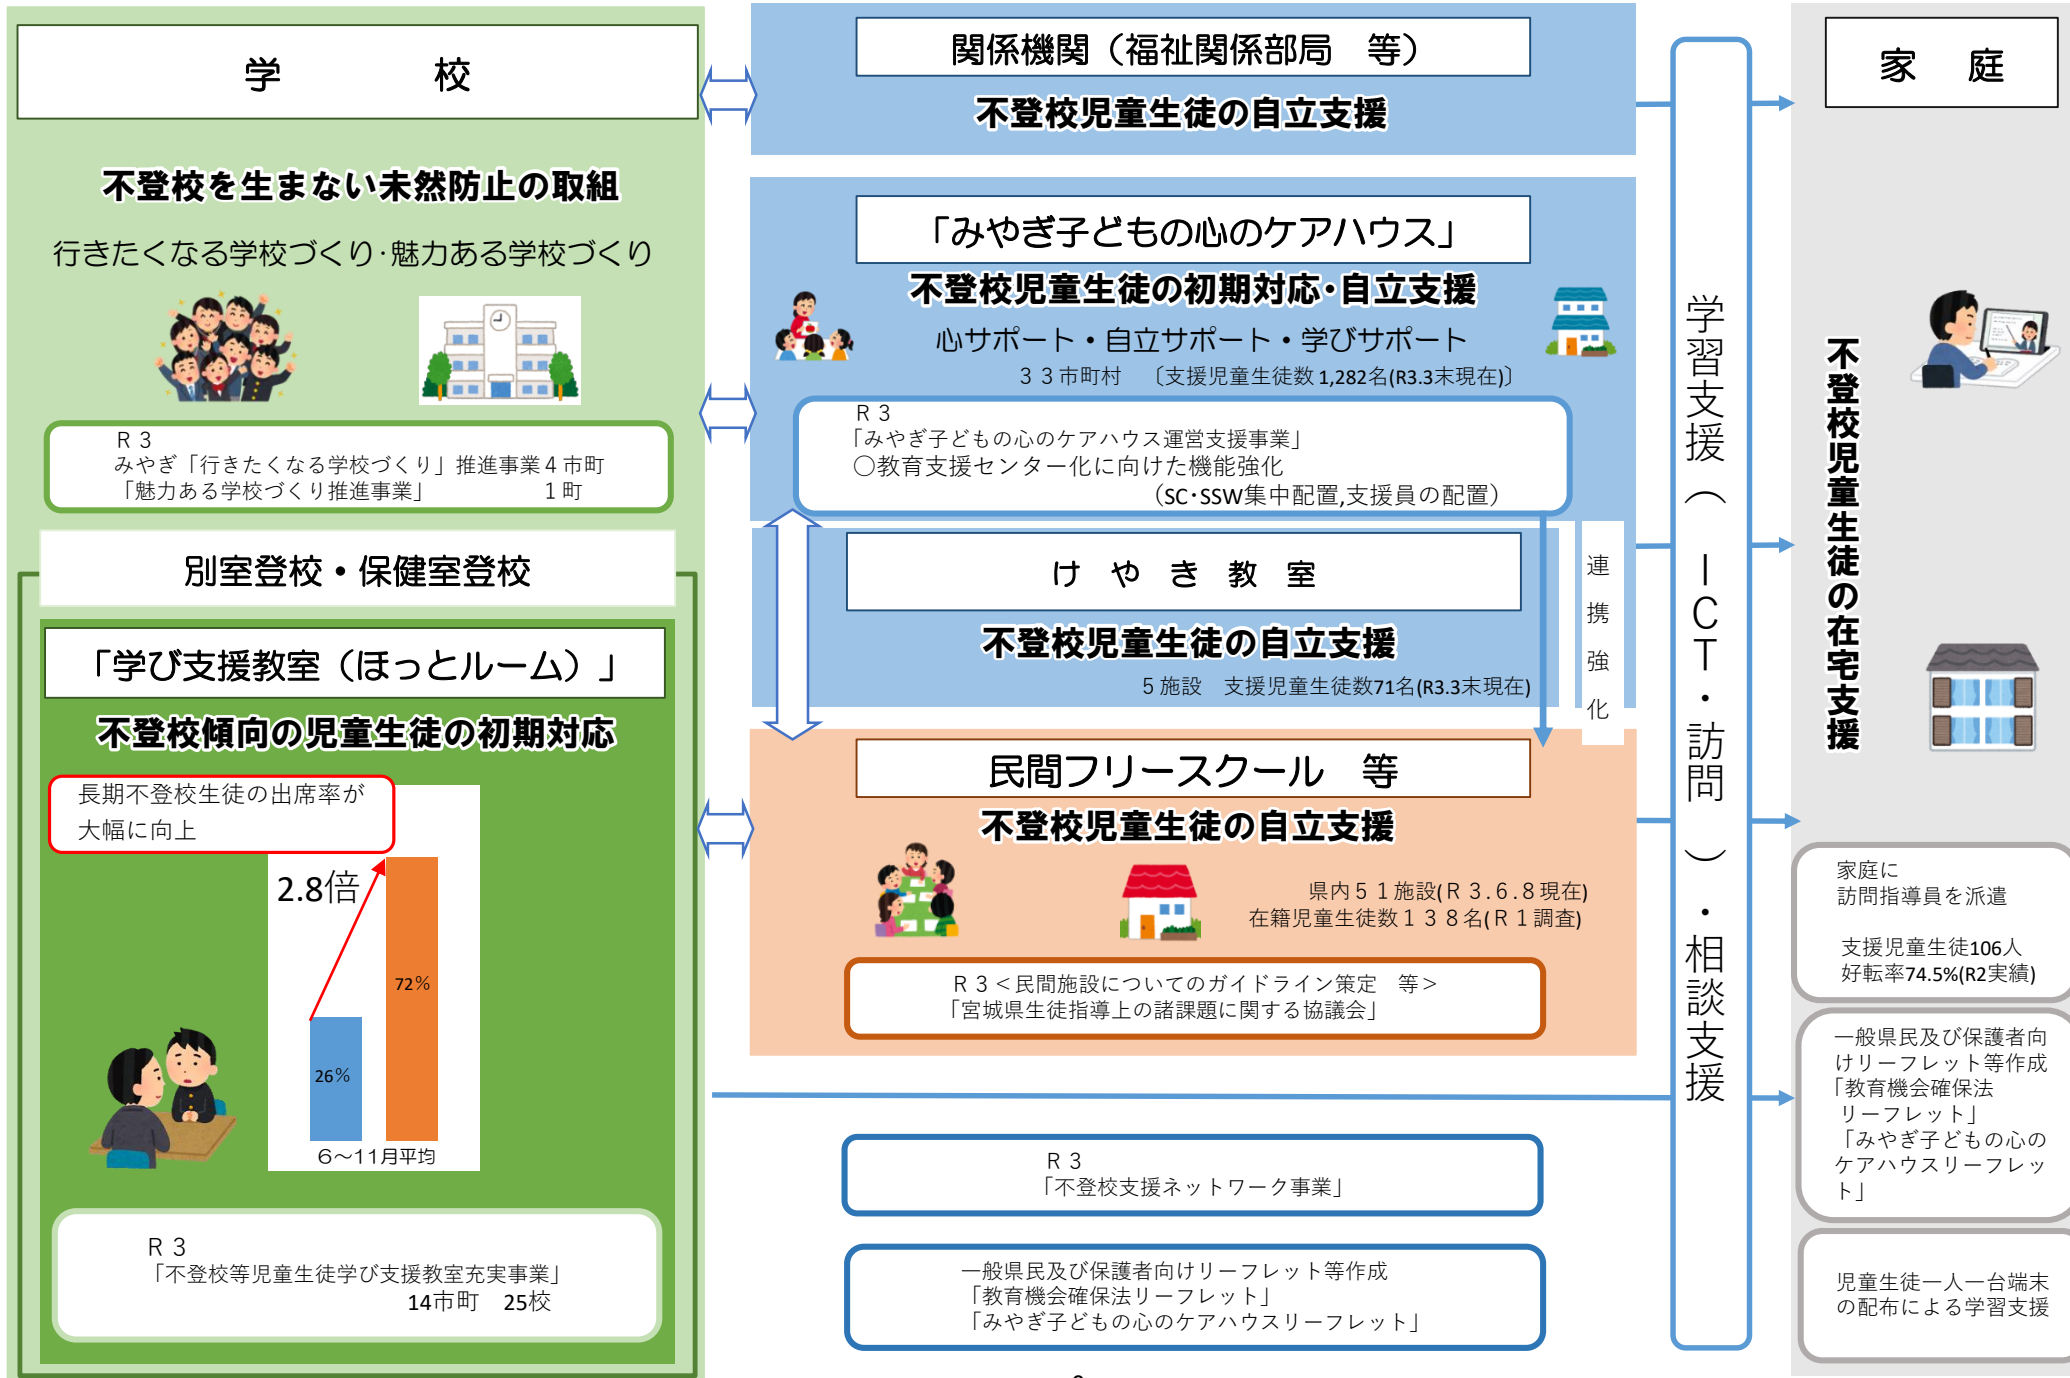 学　校
不登校を生まない未然防止の取組
行きたくなる学校づくり･魅力ある学校づくり
Ｒ３
みやぎ「行きたくなる学校づくり」推進事業４市町
「魅力ある学校づくり推進事業」　１町
別室登校・保健室登校
「学び支援教室（ほっとルーム）」
不登校傾向の児童生徒の初期対応
長期不登校生徒の出席率が
大幅に向上
2.8倍
72%
26%
６～11月平均
Ｒ３
「不登校等児童生徒学び支援教室充実事業」
14市町　25校
関係機関（福祉関係部局　等）
不登校児童生徒の自立支援
「みやぎ子どもの心のケアハウス」
不登校児童生徒の初期対応･自立支援
心サポート・自立サポート・学びサポート
３３市町村　〔支援児童生徒数 1,282名(R3.3末現在)〕
Ｒ３
「みやぎ子どもの心のケアハウス運営支援事業」
○教育支援センター化に向けた機能強化
（SC･SSW集中配置,支援員の配置）
けやき教室
不登校児童生徒の自立支援
５施設　支援児童生徒数71名(R3.3末現在)
連携強化
民間フリースクール　等
不登校児童生徒の自立支援
県内５１施設(Ｒ３.６.８現在)
在籍児童生徒数１３８名(Ｒ１調査)
Ｒ３＜民間施設についてのガイドライン策定　等＞
「宮城県生徒指導上の諸課題に関する協議会」
Ｒ３
「不登校支援ネットワーク事業」
一般県民及び保護者向けリーフレット等作成
「教育機会確保法リーフレット」
「みやぎ子どもの心のケアハウスリーフレット」
学習支援（ＩＣＴ・訪問）・相談支援
家　庭
不登校児童生徒の在宅支援
家庭に
訪問指導員を派遣
支援児童生徒106人
好転率74.5%(R2実績)
一般県民及び保護者向
けリーフレット等作成
「教育機会確保法
リーフレット」
「みやぎ子どもの心の
ケアハウスリーフレッ
ト」
児童生徒一人一台端末
の配布による学習支援